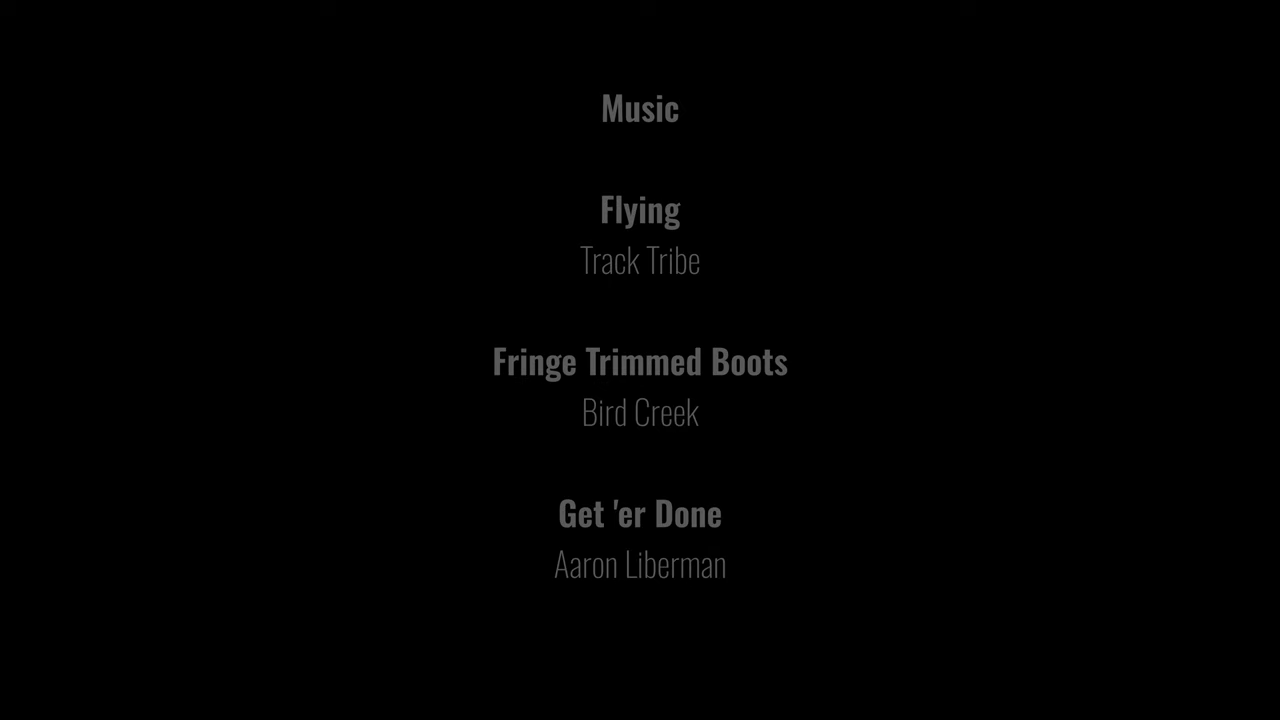 Music
Flying
Track Tribe
Fringe Trimmed Boots
Bird Creek
Get 'er Done
Aaron Liberman